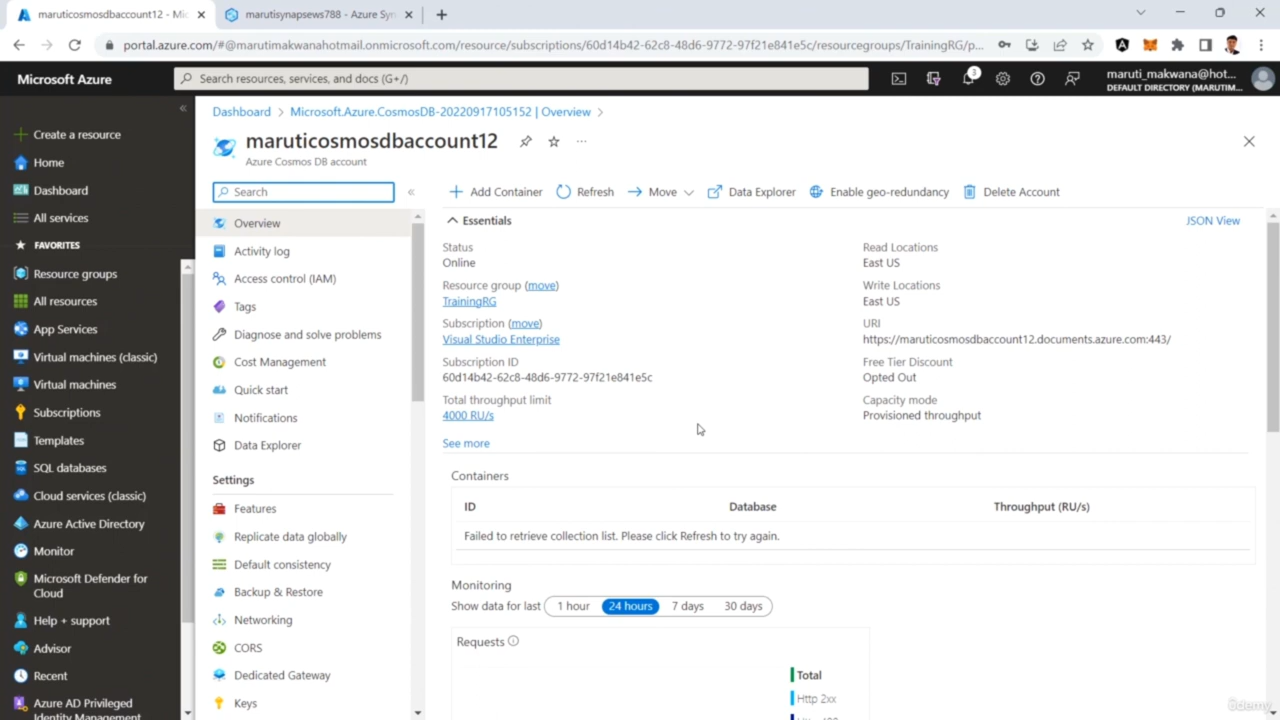 maruticosmosdbaccount12 - Mic
marutisynapsews788 - Azure Syn
portal.azure.com/#@marutimakwanahotmail.onmicrosoft.com/resource/subscriptions/60d14b42-62c8-48d6-9772-97f21e841e5c/resourcegroups/TrainingRG/p...
Microsoft Azure
Search resources, services, and docs (G+/)
3
maruti_makwana@hot...
DEFAULT DIRECTORY (MARUTIM...
Create a resource
Home
Dashboard
All services
FAVORITES
Resource groups
All resources
App Services
Virtual machines (classic)
Virtual machines
Subscriptions
Templates
SQL databases
Cloud services (classic)
Azure Active Directory
Monitor
Microsoft Defender for
Cloud
Help + support
Advisor
Recent
Azure AD Privileged
Identity Management
Dashboard > Microsoft.Azure.CosmosDB-20220917105152 | Overview >
maruticosmosdbaccount12
Azure Cosmos DB account
Search
Overview
Activity log
Access control (IAM)
Tags
Diagnose and solve problems
Cost Management
Quick start
Notifications
Data Explorer
Settings
Features
Replicate data globally
Default consistency
Backup & Restore
Networking
CORS
Dedicated Gateway
Keys
Add Container
Refresh
Move
Data Explorer
Enable geo-redundancy
Delete Account
Essentials
JSON View
Status
Online
Resource group (move)
TrainingRG
Subscription (move)
Visual Studio Enterprise
Subscription ID
60d14b42-62c8-48d6-9772-97f21e841e5c
Total throughput limit
4000 RU/s
See more
Read Locations
East US
Write Locations
East US
URI
https://maruticosmosdbaccount12.documents.azure.com:443/
Free Tier Discount
Opted Out
Capacity mode
Provisioned throughput
Containers
ID Database Throughput (RU/s)
Failed to retrieve collection list. Please click Refresh to try again.
Monitoring
Show data for last 1 hour 24 hours 7 days 30 days
Requests
Total
Http 2xx
udemy